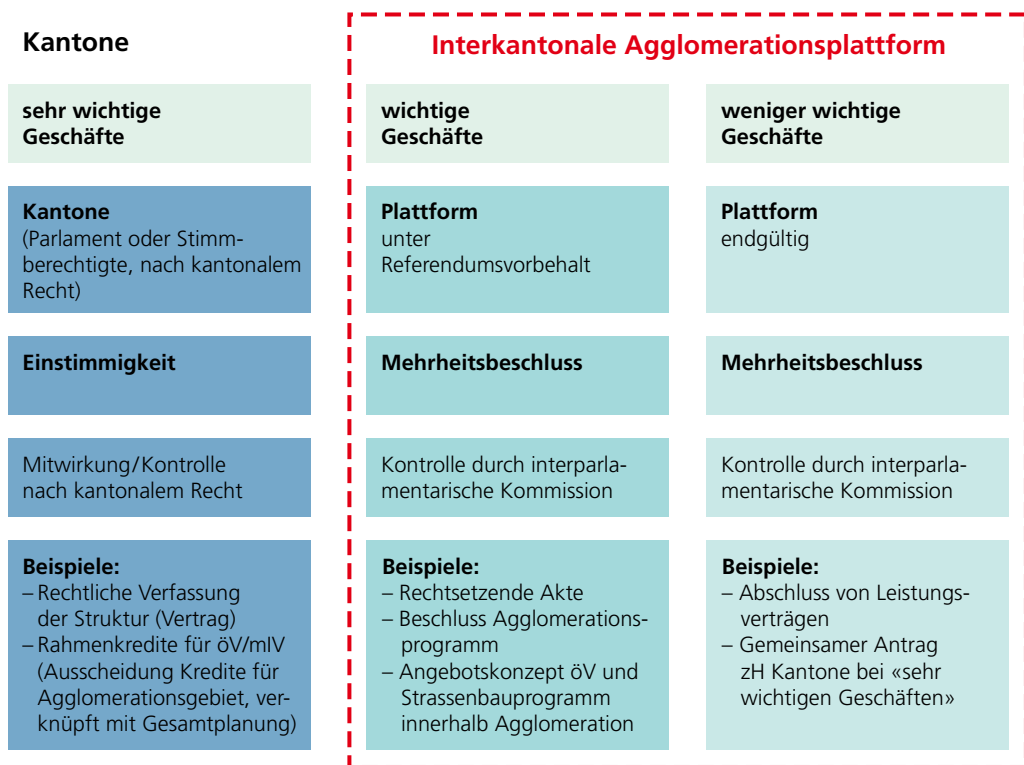 Kantone
Interkantonale Agglomerationsplattform
sehr wichtige
Geschäfte
wichtige
Geschäfte
weniger wichtige
Geschäfte
Kantone
(Parlament oder Stimm-
berechtigte, nach kantonalem
Recht)
Plattform
unter
Referendumsvorbehalt
Plattform
endgültig
Einstimmigkeit
Mehrheitsbeschluss
Mehrheitsbeschluss
Mitwirkung/Kontrolle
nach kantonalem Recht
Kontrolle durch interparla-
mentarische Kommission
Kontrolle durch interparla-
mentarische Kommission
Beispiele:
– Rechtliche Verfassung
der Struktur (Vertrag)
– Rahmenkredite für öV/mIV
(Ausscheidung Kredite für
Agglomerationsgebiet, ver-
knüpft mit Gesamtplanung)
Beispiele:
– Rechtsetzende Akte
– Beschluss Agglomerations-
programm
– Angebotskonzept öV und
Strassenbauprogramm
innerhalb Agglomeration
Beispiele:
– Abschluss von Leistungs-
verträgen
– Gemeinsamer Antrag
zH Kantone bei «sehr
wichtigen Geschäften»